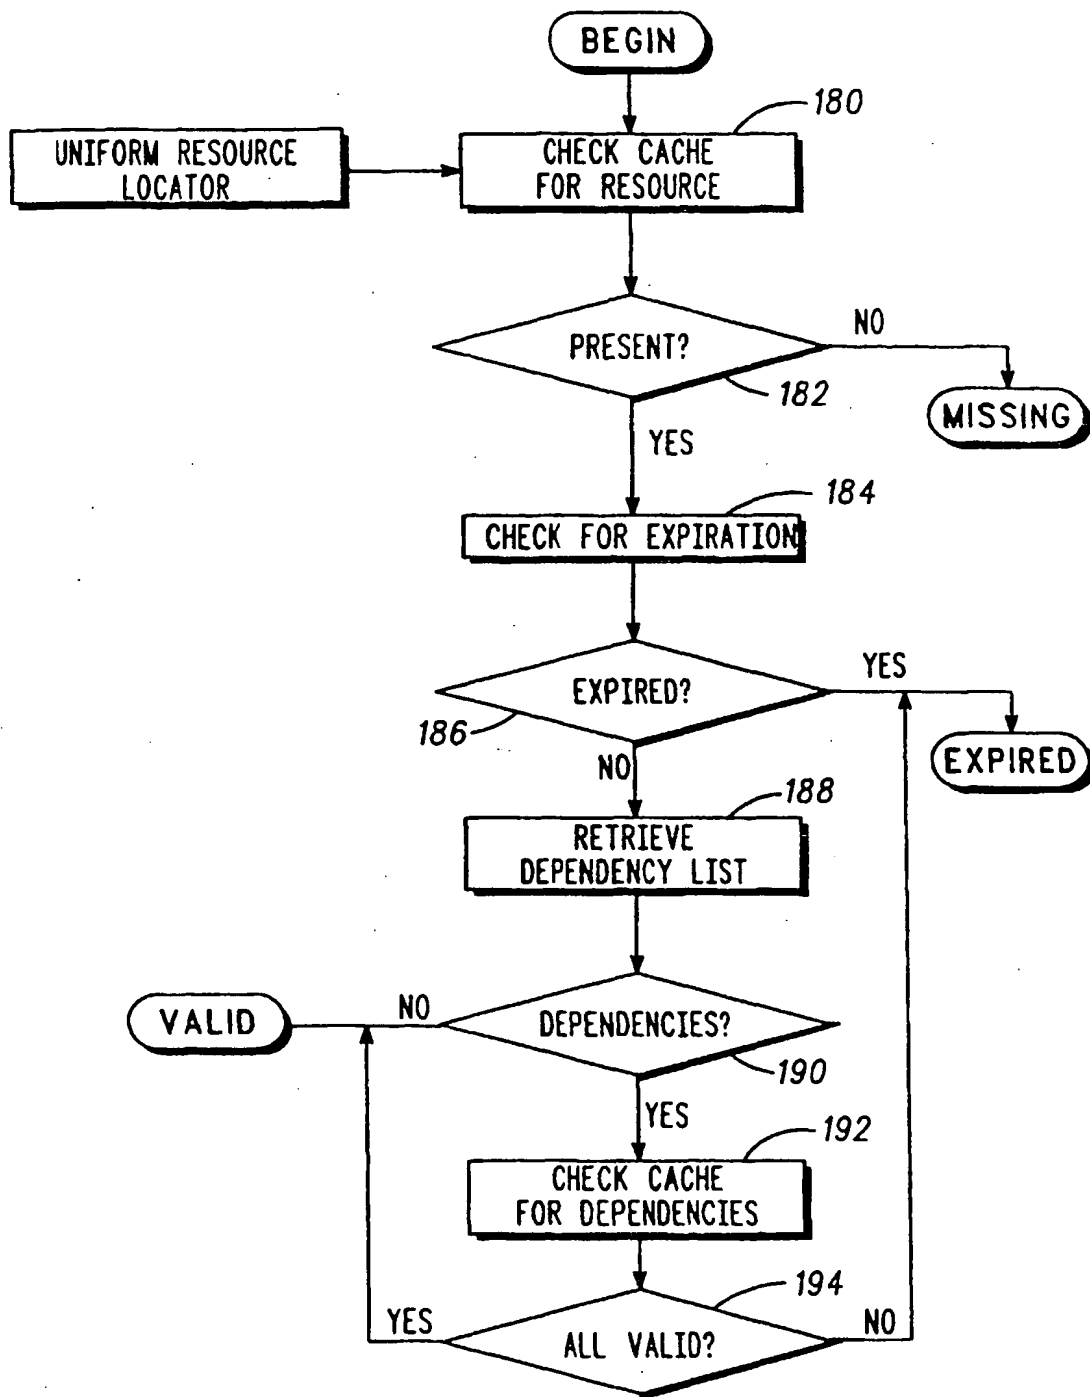 BEGIN
180
UNIFORM RESOURCE
LOCATOR
CHECK CACHE
FOR RESOURCE
PRESENT?
NO
182
MISSING
YES
184
CHECK FOR EXPIRATION
EXPIRED?
YES
186
EXPIRED
NO
188
RETRIEVE
DEPENDENCY LIST
VALID
NO
DEPENDENCIES?
190
YES
192
CHECK CACHE
FOR DEPENDENCIES
194
YES
ALL VALID?
NO